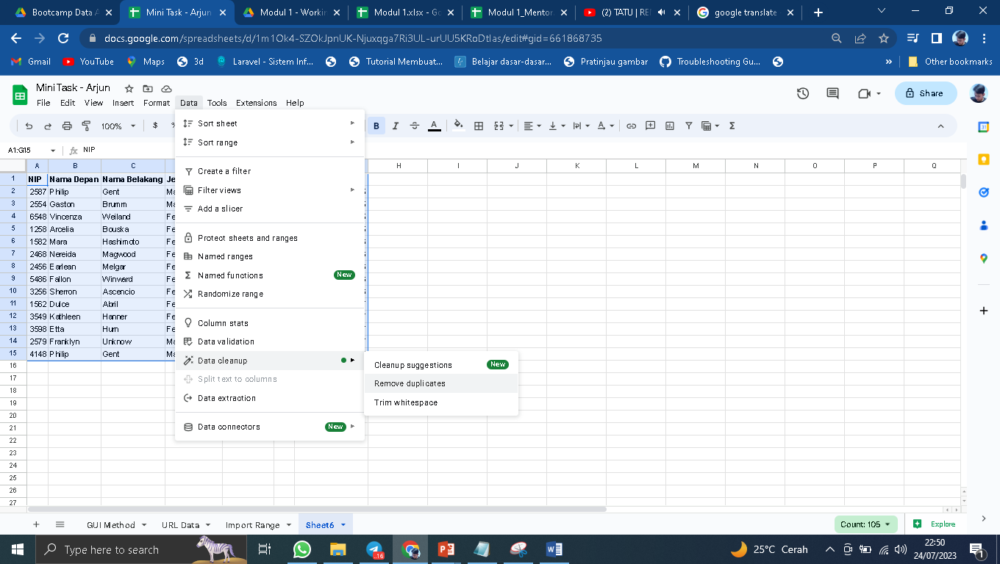 Bootcamp Data A
Mini Task - Arjun
Modul 1 - Workin
Modul 1.xlsx - Go
Modul 1_Mentor
(2) TATU | REI
google translate
docs.google.com/spreadsheets/d/1m1Ok4-SZOkJpnUK-Njuxqga7Ri3UL-urUU5KRoDtIas/edit#gid=661868735
Gmail
YouTube
Maps
3d
Laravel - Sistem Inf...
Tutorial Membuat...
Belajar dasar-dasar...
Pratinjau gambar
Troubleshooting Gu...
»
Other bookmarks
Mini Task - Arjun
File Edit View Insert Format Data Tools Extensions Help
Share
100% $ %
B I A
A1:G15 fx NIP
A B C H I J K L M N O P Q
1 NIP Nama Depan Nama Belakang Je
2 2587 Philip Gent Ma
3 2554 Gaston Brumm Ma
4 6548 Vincenza Weiland Fe
5 1258 Arcelia Bouska Fe
6 1582 Mara Hashimoto Fe
7 2468 Nereida Magwood Fe
8 2456 Earlean Melgar Fe
9 5486 Fallon Winward Fe
10 3256 Sherron Ascencio Fe
11 1562 Dulce Abril Fe
12 3549 Kathleen Hanner Fe
13 3598 Etta Hurn Fe
14 2579 Franklyn Unknow Ma
15 4148 Philip Gent Ma
16
17
18
19
20
21
22
23
24
25
26
27
Sort sheet
Sort range
Create a filter
Filter views
Add a slicer
Protect sheets and ranges
Named ranges
Named functions New
Randomize range
Column stats
Data validation
Data cleanup
Split text to columns
Data extraction
Data connectors New
Cleanup suggestions New
Remove duplicates
Trim whitespace
GUI Method
URL Data
Import Range
Sheet6
Count: 105
Explore
Type here to search
16
25°C Cerah
22:50
24/07/2023
1